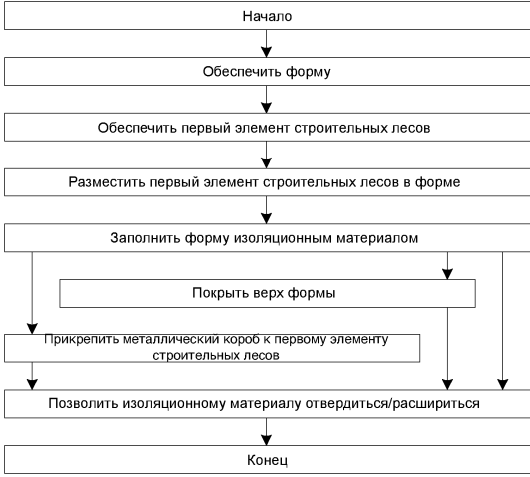 Начало
Обеспечить форму
Обеспечить первый элемент строительных лесов
Разместить первый элемент строительных лесов в форме
Заполнить форму изоляционным материалом
Покрыть верх формы
Прикрепить металлический короб к первому элементу
строительных лесов
Позволить изоляционному материалу отвердиться/расшириться
Конец